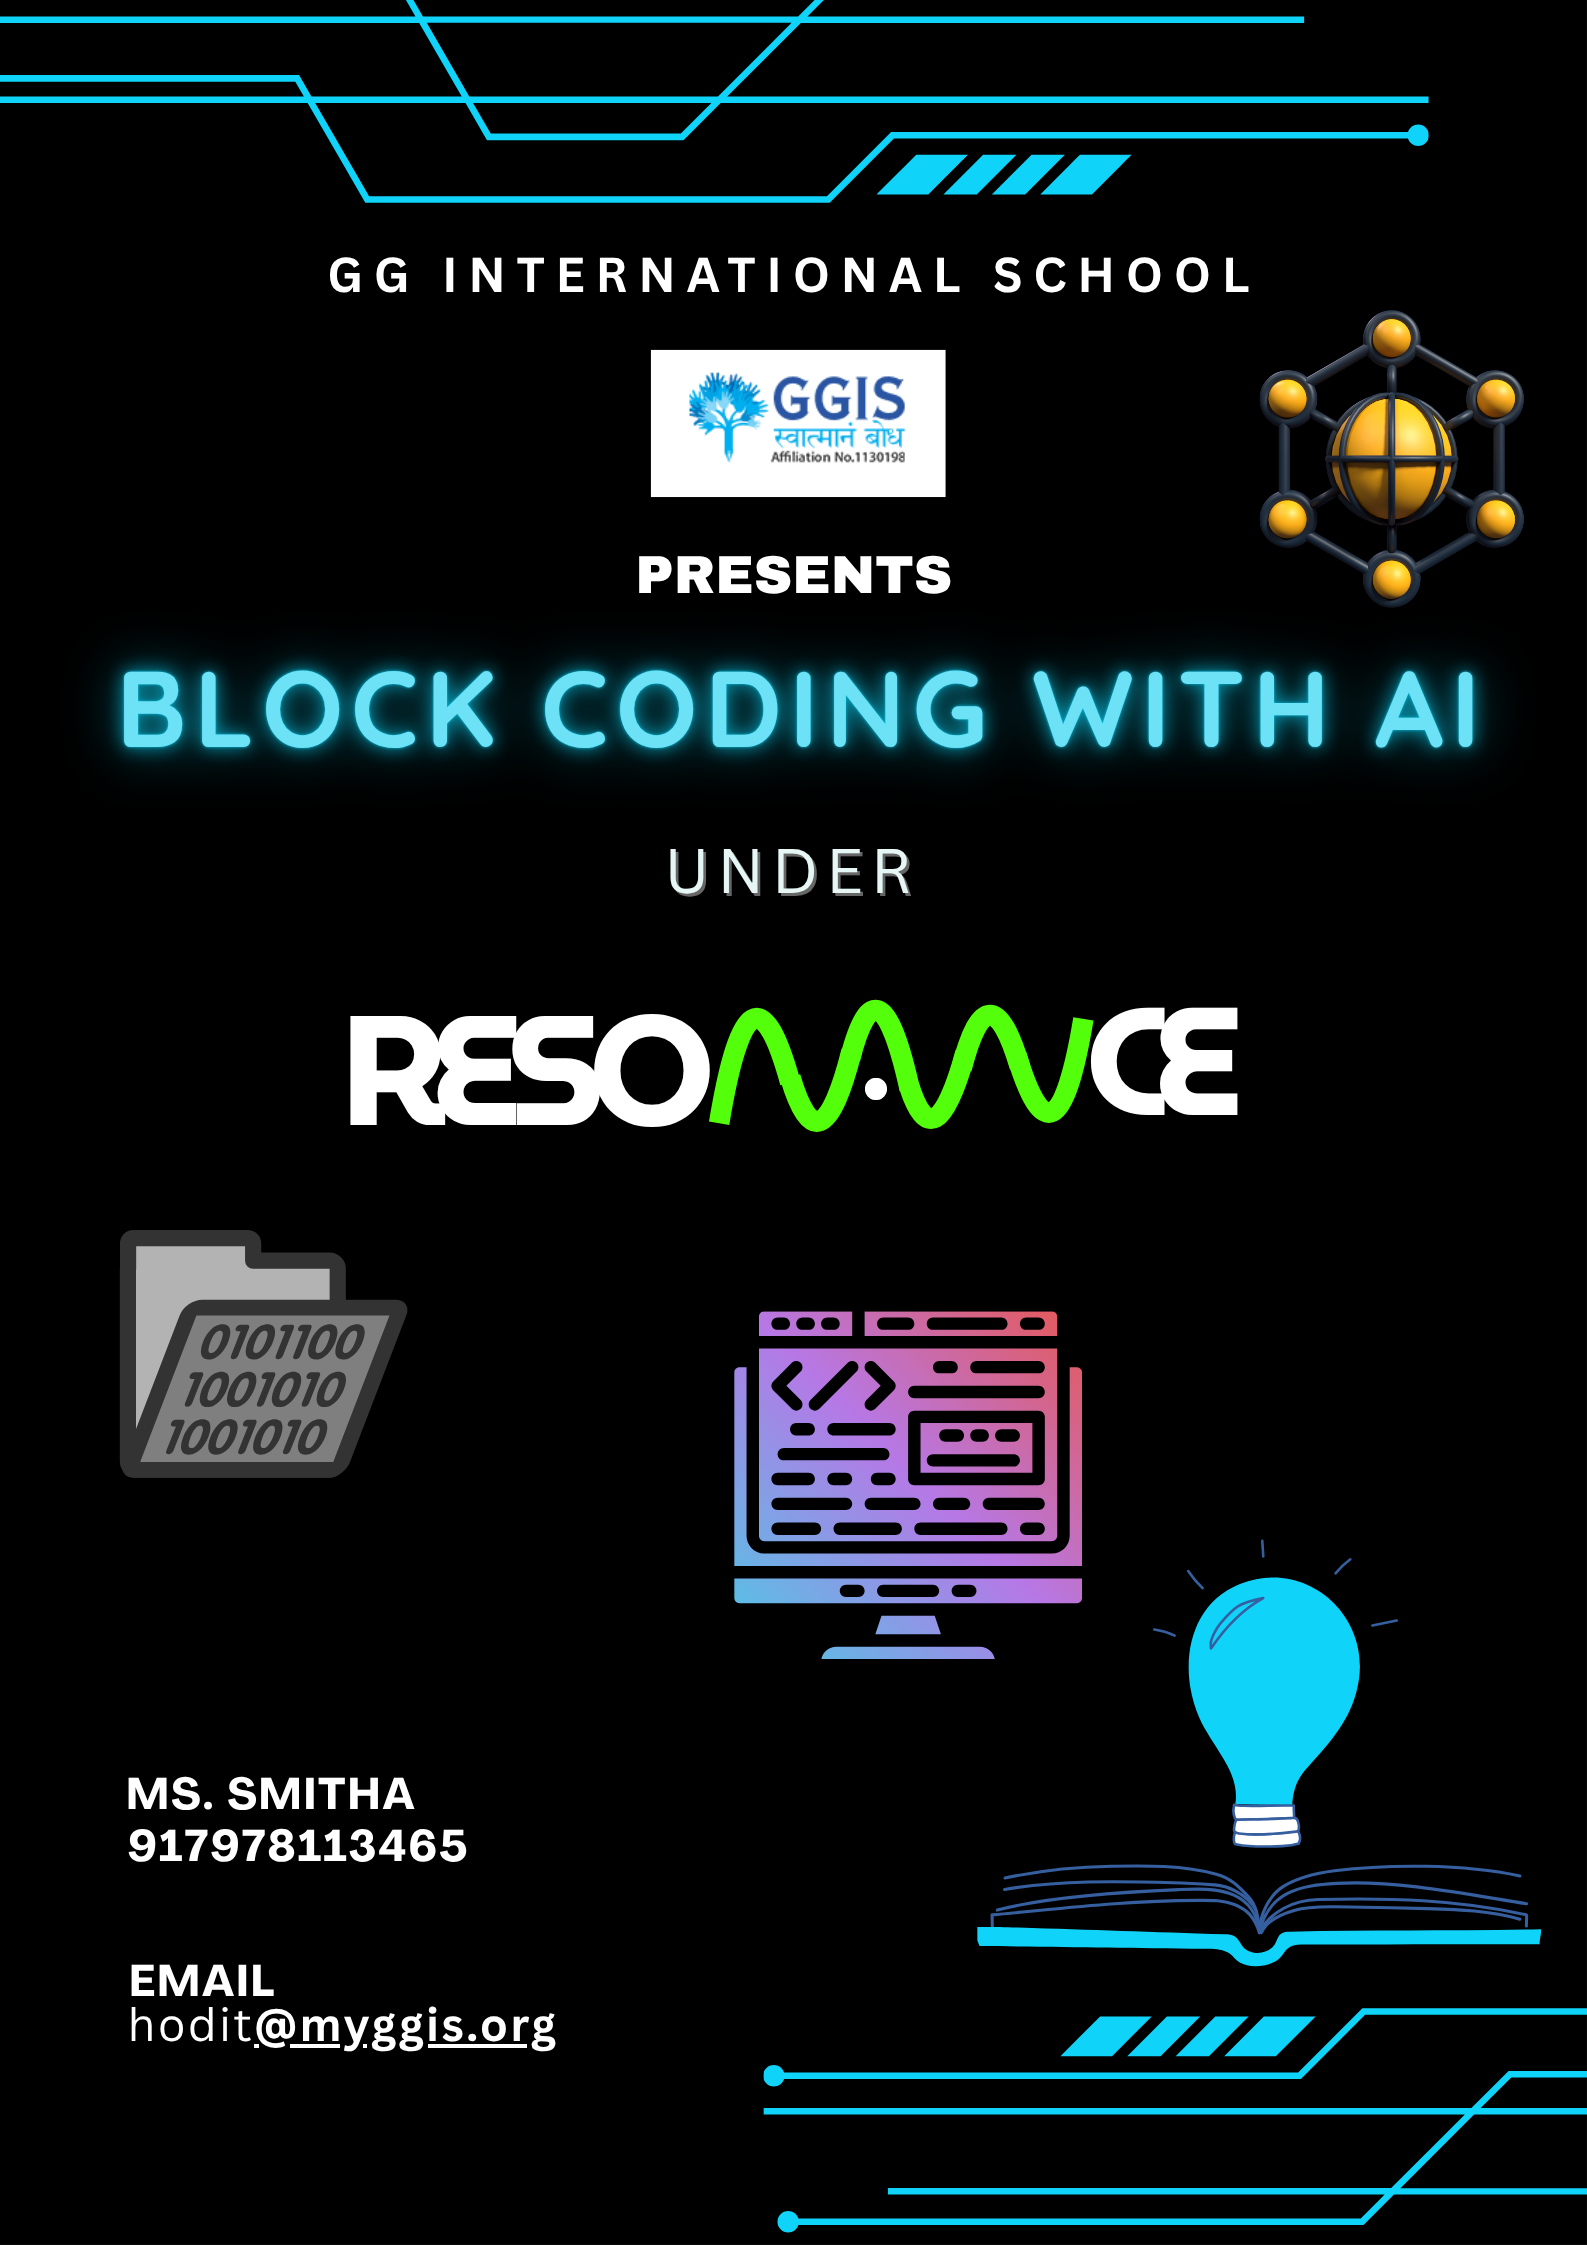 GG INTERNATIONAL SCHOOL
GGIS
स्वात्मानं बोध
Affiliation No.1130198
PRESENTS
BLOCK CODING WITH AI
UNDER
RESONANCE
0101100
1001010
1001010
MS. SMITHA
917978113465
EMAIL
hodit@myggis.org